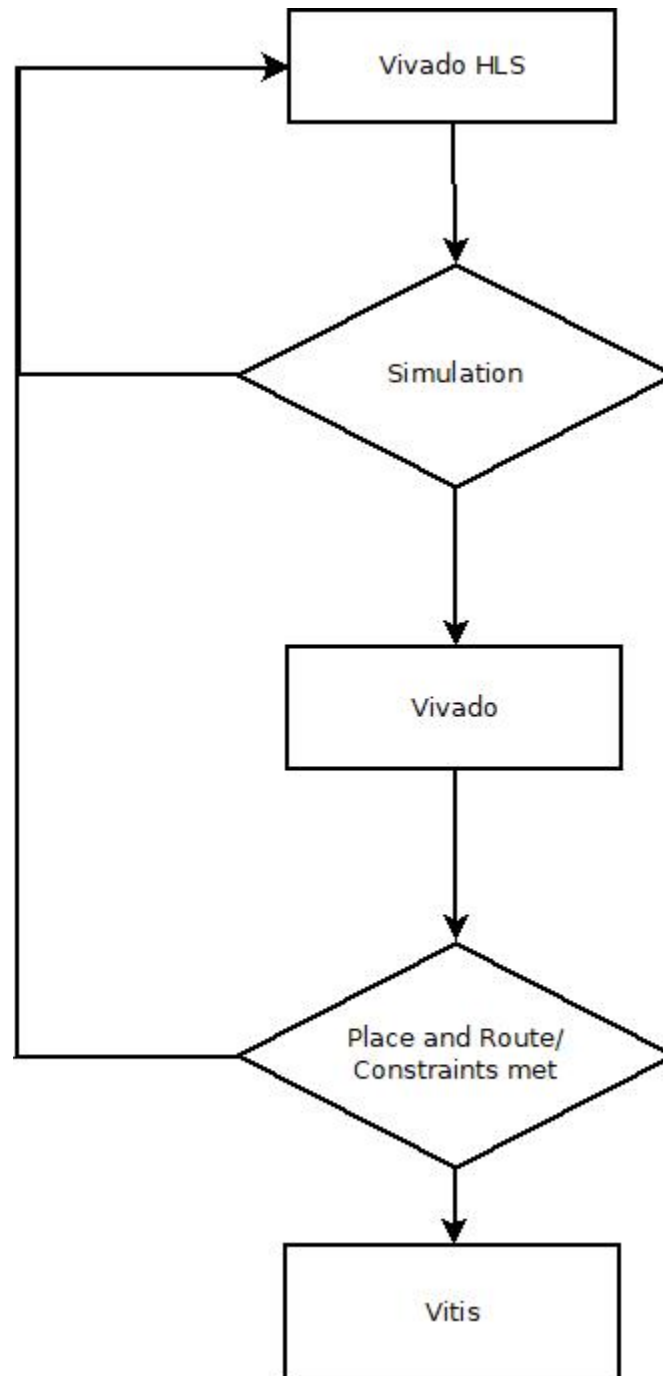 Vivado HLS
Simulation
Vivado
Place and Route/
Constraints met
Vitis